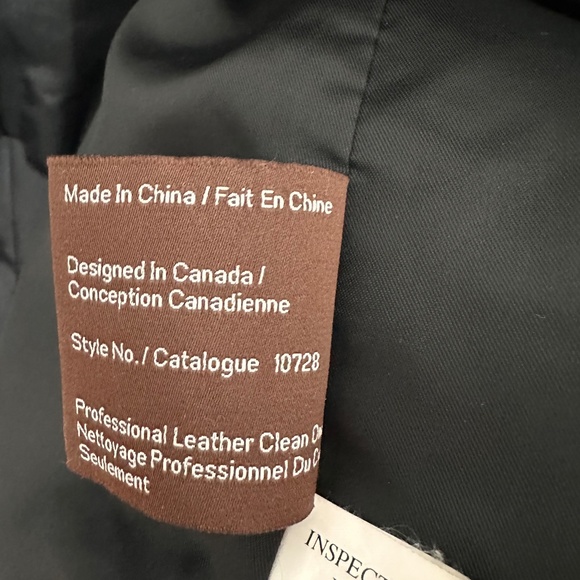 Made In China / Fait En Chine
Designed In Canada /
Conception Canadienne
Style No. / Catalogue 10728
Professional Leather Clean
Nettoyage Professionnel Du
Seulement